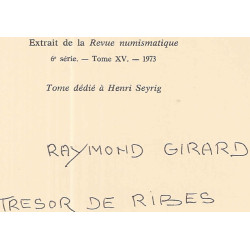 Extrait de la Revue numismatique
6e série. — Tome XV. — 1973
Tome dédié à Henri Seyrig
RAYMOND GIRARD
TRESOR DE RIBES